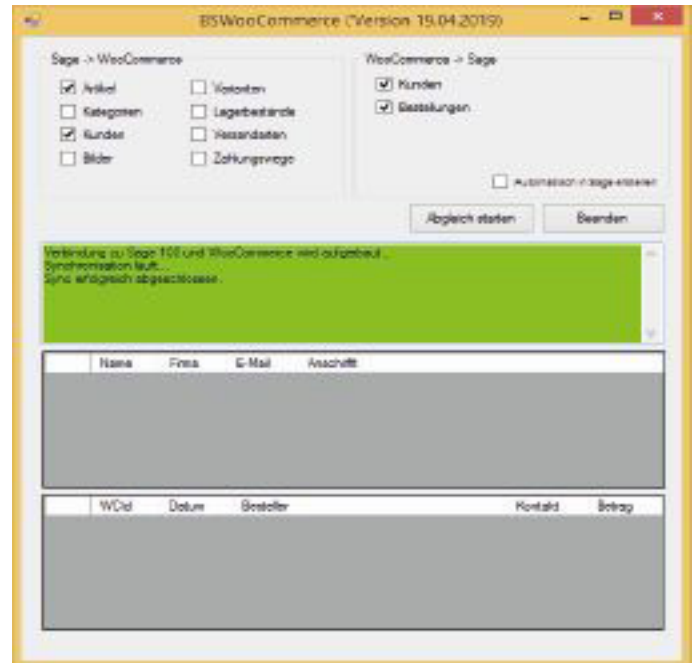 BSWooCommerce (Version 19.04.2019)
Sage -> WooCommerce
Artikel
Varianten
Kategorien
Lagerbestände
Kunden
Versandarten
Bilder
Zahlungswege
WooCommerce -> Sage
Kunden
Bestellungen
Automatisch in Sage erstellen
Abgleich starten
Beenden
Verbindung zu Sage 100 und WooCommerce wird aufgebaut...
Synchronisation läuft...
Sync erfolgreich abgeschlossen.
Name Firma E-Mail Anschrift
WCId Datum Besteller Kontakt Betrag